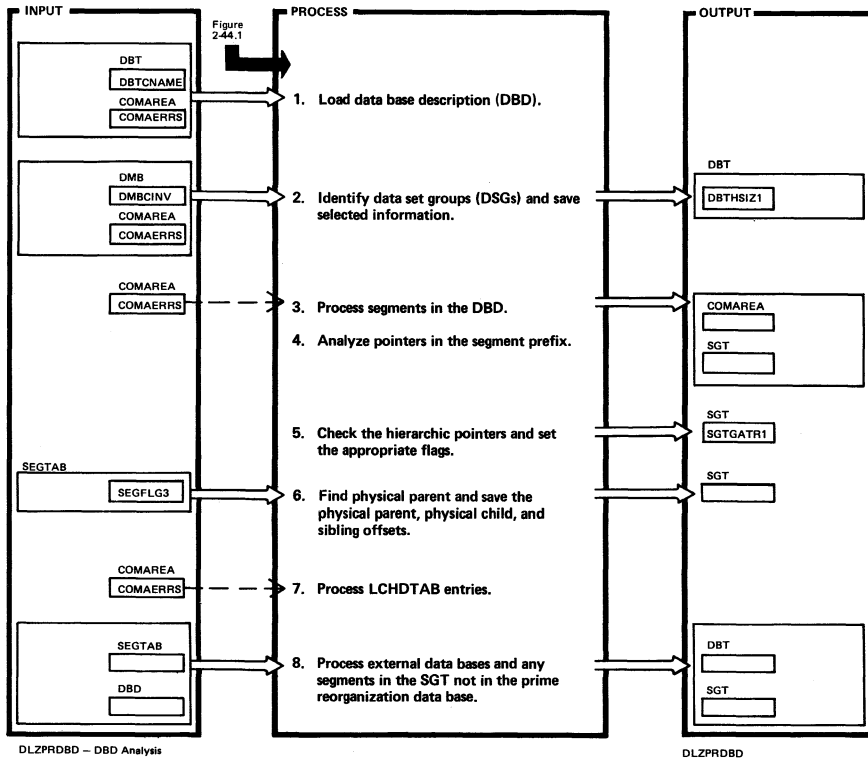 INPUT
PROCESS
OUTPUT
Figure
2-44.1
DBT
DBTCNAME
COMAREA
COMAERRS
1. Load data base description (DBD).
DMB
DMBCINV
COMAREA
COMAERRS
2. Identify data set groups (DSGs) and save
selected information.
DBT
DBTHSIZ1
COMAREA
COMAERRS
3. Process segments in the DBD.
4. Analyze pointers in the segment prefix.
COMAREA
SGT
5. Check the hierarchic pointers and set
the appropriate flags.
SGT
SGTGATR1
SEGTAB
SEGFLG3
6. Find physical parent and save the
physical parent, physical child, and
sibling offsets.
SGT
COMAREA
COMAERRS
7. Process LCHDTAB entries.
SEGTAB
DBD
8. Process external data bases and any
segments in the SGT not in the prime
reorganization data base.
DBT
SGT
DLZPRDBD – DBD Analysis
DLZPRDBD